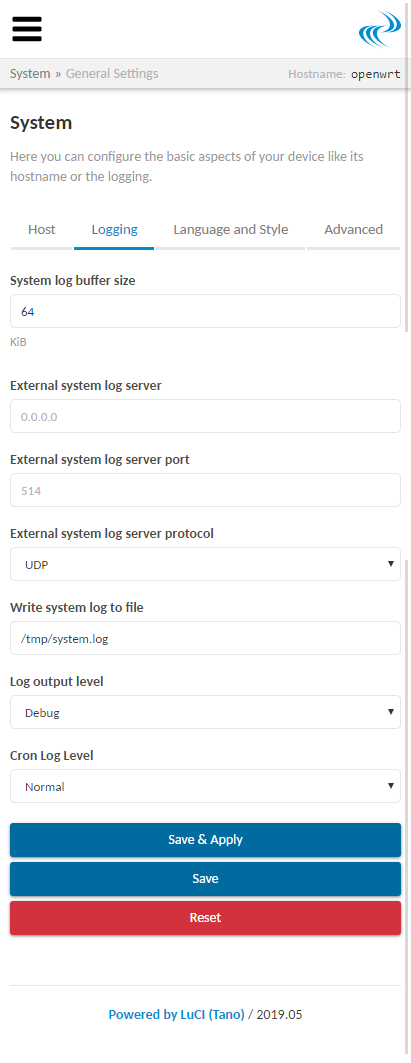 System » General Settings Hostname: openwrt
System
Here you can configure the basic aspects of your device like its
hostname or the logging.
Host Logging Language and Style Advanced
System log buffer size
64
KiB
External system log server
0.0.0.0
External system log server port
514
External system log server protocol
UDP
Write system log to file
/tmp/system.log
Log output level
Debug
Cron Log Level
Normal
Save & Apply
Save
Reset
Powered by LuCI (Tano) / 2019.05